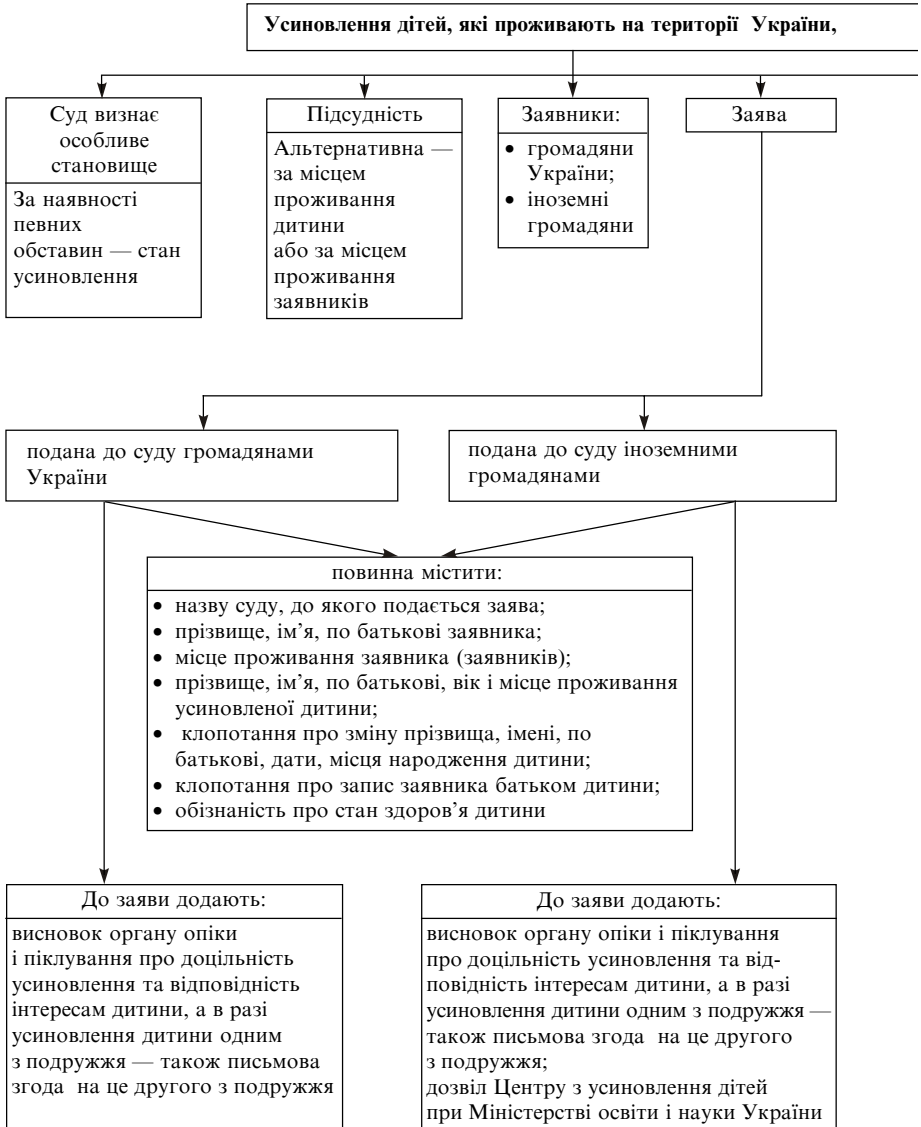 Усиновлення дітей, які проживають на території України,
Суд визнає
особливе
становище
За наявності
певних
обставин — стан
усиновлення
Підсудність
Альтернативна —
за місцем
проживання
дитини
або за місцем
проживання
заявників
Заявники:
• громадяни
України;
• іноземні
громадяни
Заява
подана до суду громадянами
України
подана до суду іноземними
громадянами
повинна містити:
• назву суду, до якого подається заява;
• прізвище, ім’я, по батькові заявника;
• місце проживання заявника (заявників);
• прізвище, ім’я, по батькові, вік і місце проживання
усиновленої дитини;
• клопотання про зміну прізвища, імені, по
батькові, дати, місця народження дитини;
• клопотання про запис заявника батьком дитини;
• обізнаність про стан здоров'я дитини
До заяви додають:
висновок органу опіки
і піклування про доцільність
усиновлення та відповідність
інтересам дитини, а в разі
усиновлення дитини одним
з подружжя — також письмова
згода на це другого з подружжя
До заяви додають:
висновок органу опіки і піклування
про доцільність усиновлення та від-
повідність інтересам дитини, а в разі
усиновлення дитини одним з подружжя —
також письмова згода на це другого
з подружжя;
дозвіл Центру з усиновлення дітей
при Міністерстві освіти і науки України